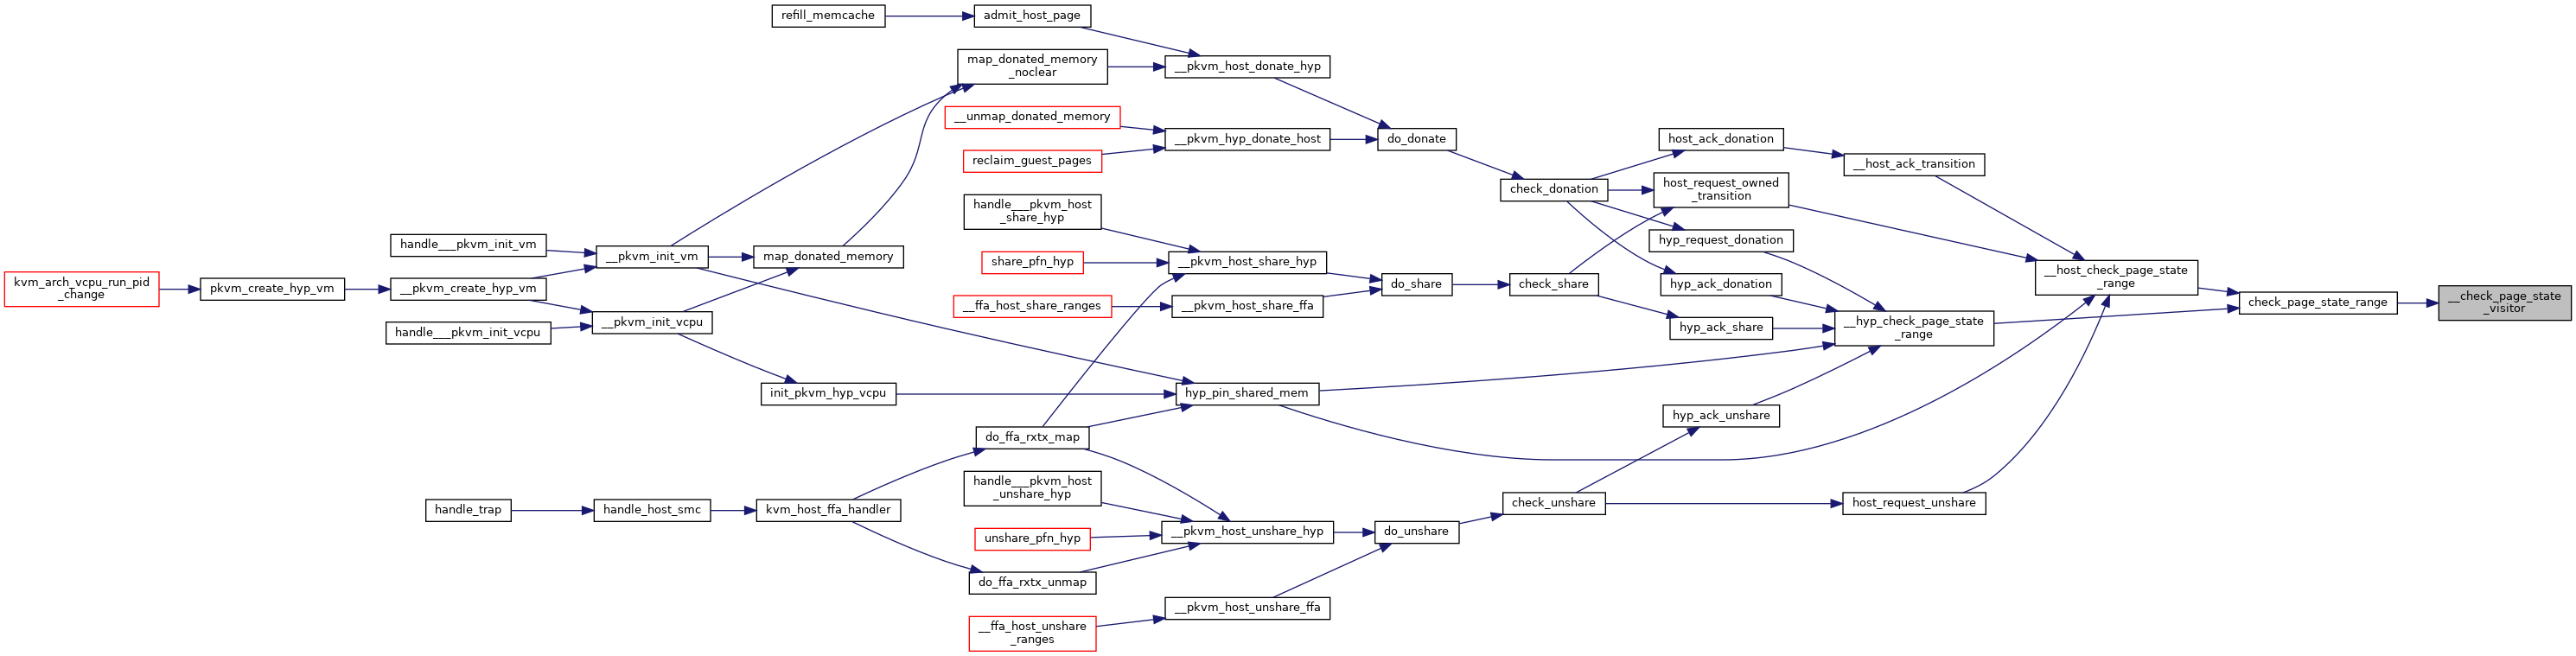 refill_memcache
admit_host_page
map_donated_memory
_noclear
__pkvm_host_donate_hyp
__unmap_donated_memory
__pkvm_hyp_donate_host
do_donate
reclaim_guest_pages
host_ack_donation
__host_ack_transition
check_donation
host_request_owned
_transition
handle___pkvm_host
_share_hyp
hyp_request_donation
handle___pkvm_init_vm
__pkvm_init_vm
map_donated_memory
share_pfn_hyp
__pkvm_host_share_hyp
__host_check_page_state
_range
kvm_arch_vcpu_run_pid
_change
pkvm_create_hyp_vm
__pkvm_create_hyp_vm
do_share
check_share
hyp_ack_donation
check_page_state_range
__check_page_state
_visitor
__ffa_host_share_ranges
__pkvm_host_share_ffa
handle___pkvm_init_vcpu
__pkvm_init_vcpu
hyp_ack_share
__hyp_check_page_state
_range
init_pkvm_hyp_vcpu
hyp_pin_shared_mem
hyp_ack_unshare
do_ffa_rxtx_map
handle___pkvm_host
_unshare_hyp
check_unshare
host_request_unshare
handle_trap
handle_host_smc
kvm_host_ffa_handler
unshare_pfn_hyp
__pkvm_host_unshare_hyp
do_unshare
do_ffa_rxtx_unmap
__pkvm_host_unshare_ffa
__ffa_host_unshare
_ranges